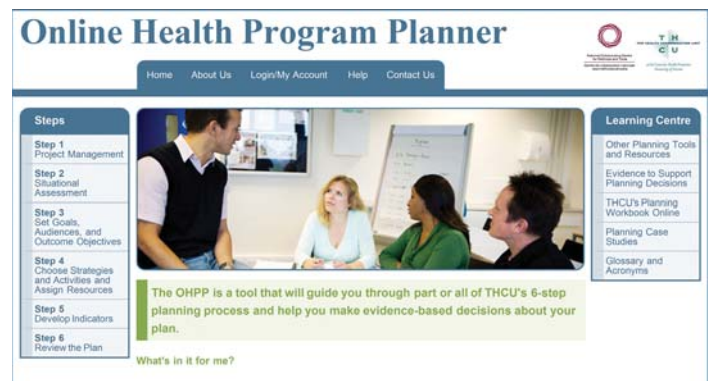 Online Health Program Planner
T H
C U
Home About Us Login/My Account Help Contact Us
Steps
Step 1
Project Management
Step 2
Situational
Assessment
Step 3
Set Goals,
Audiences, and
Outcome Objectives
Step 4
Choose Strategies
and Activities and
Assign Resources
Step 5
Develop Indicators
Step 6
Review the Plan
The OHPP is a tool that will guide you through part or all of THCU's 6-step
planning process and help you make evidence-based decisions about your
plan.
What's in it for me?
Learning Centre
Other Planning Tools
and Resources
Evidence to Support
Planning Decisions
THCU's Planning
Workbook Online
Planning Case
Studies
Glossary and
Acronyms